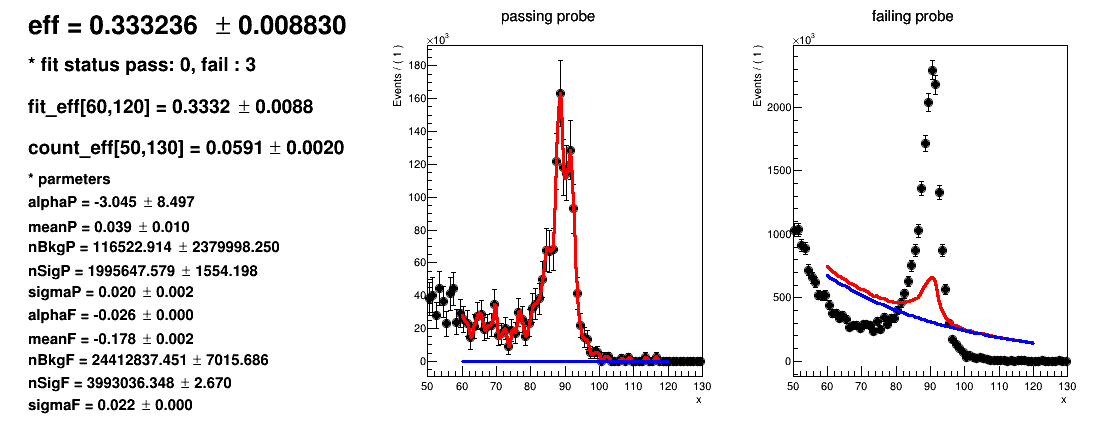 eff = 0.333236 ± 0.008830
* fit status pass: 0, fail : 3
fit_eff[60,120] = 0.3332 ± 0.0088
count_eff[50,130] = 0.0591 ± 0.0020
* parmeters
alphaP = -3.045 ± 8.497
meanP = 0.039 ± 0.010
nBkgP = 116522.914 ± 2379998.250
nSigP = 1995647.579 ± 1554.198
sigmaP = 0.020 ± 0.002
alphaF = -0.026 ± 0.000
meanF = -0.178 ± 0.002
nBkgF = 24412837.451 ± 7015.686
nSigF = 3993036.348 ± 2.670
sigmaF = 0.022 ± 0.000
passing probe
×10³
Events / ( 1 )
180
160
140
120
100
80
60
40
20
0
50 60 70 80 90 100 110 120 130
x
failing probe
×10³
Events / ( 1 )
2000
1500
1000
500
0
50 60 70 80 90 100 110 120 130
x